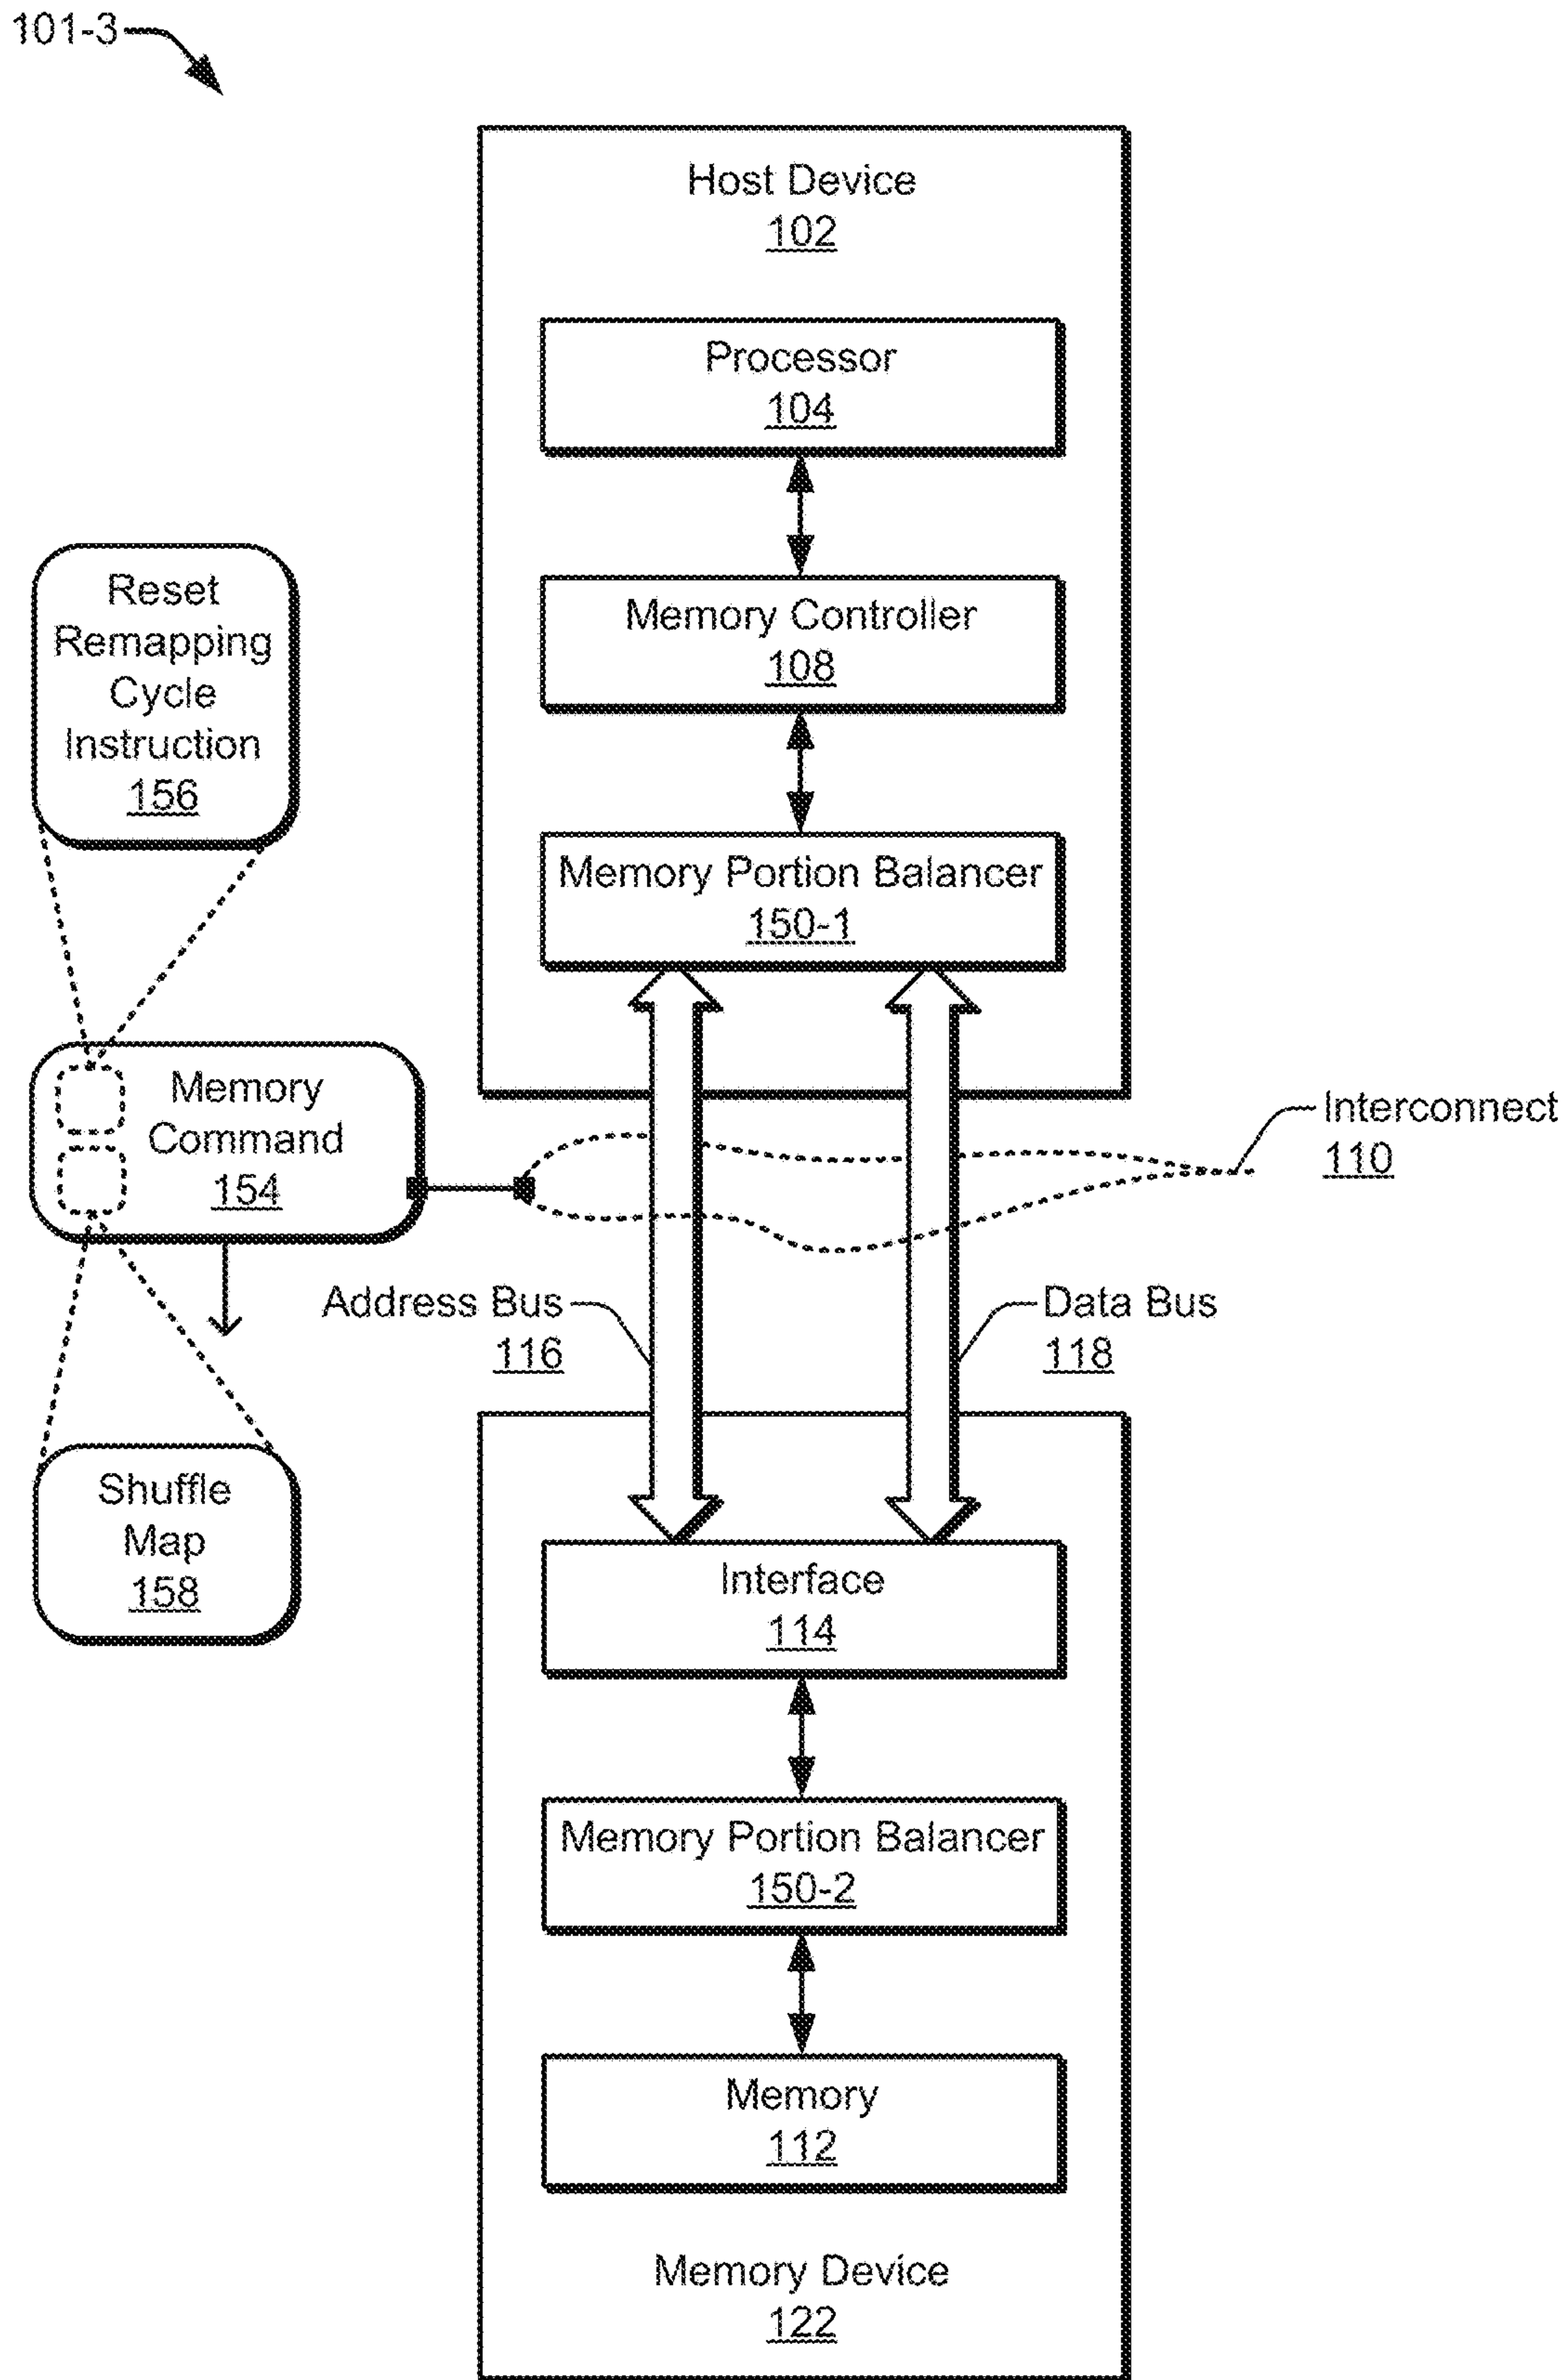 101-3
Host Device
102
Processor
104
Memory Controller
108
Memory Portion Balancer
150-1
Reset
Remapping
Cycle
Instruction
156
Memory
Command
154
Interconnect
110
Address Bus
116
Data Bus
118
Shuffle
Map
158
Interface
114
Memory Portion Balancer
150-2
Memory
112
Memory Device
122